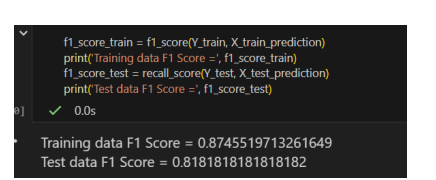 f1_score_train = f1_score(Y_train, X_train_prediction)
print('Training data F1 Score =', f1_score_train)
f1_score_test = recall_score(Y_test, X_test_prediction)
print('Test data F1 Score =', f1_score_test)
0]
0.0s
Training data F1 Score = 0.8745519713261649
Test data F1 Score = 0.8181818181818182